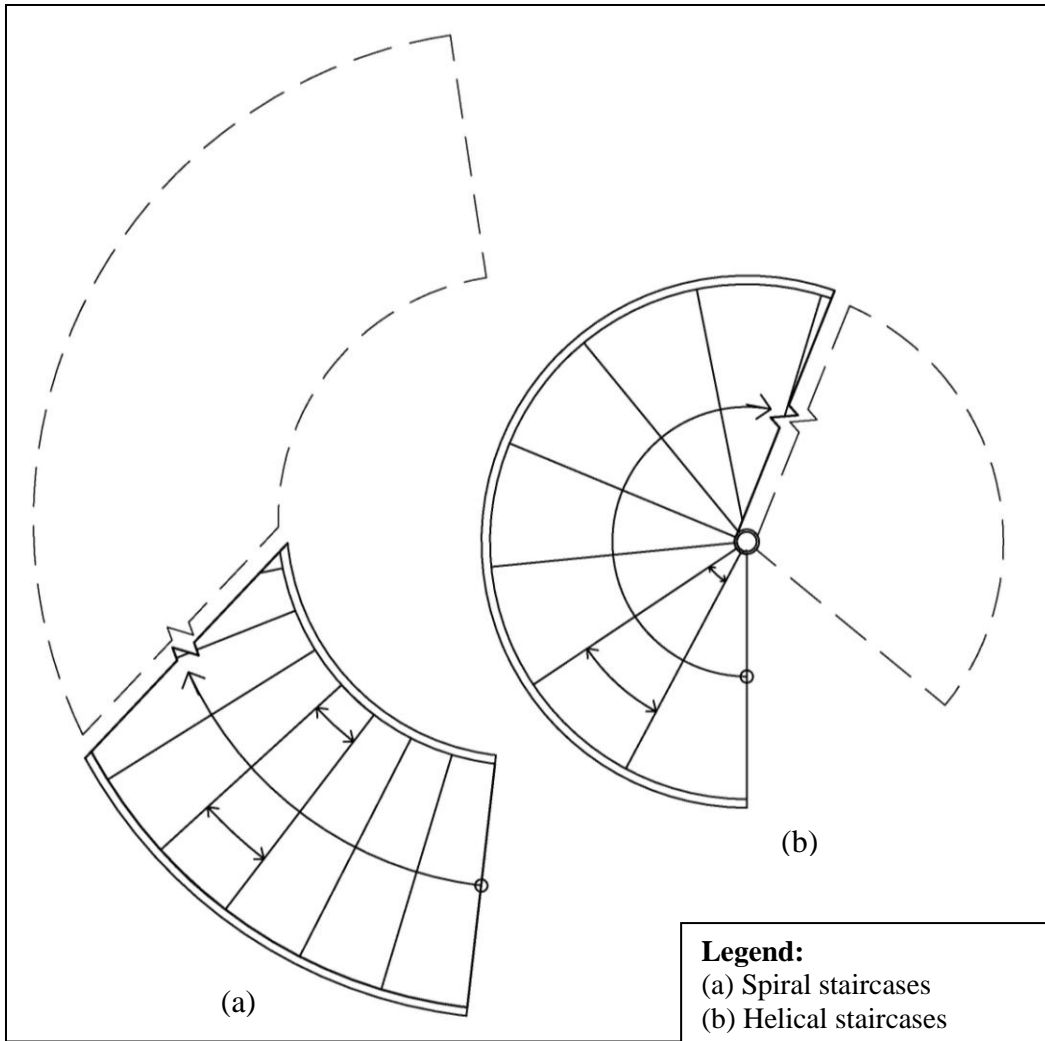 (b)
(a)
Legend:
(a) Spiral staircases
(b) Helical staircases